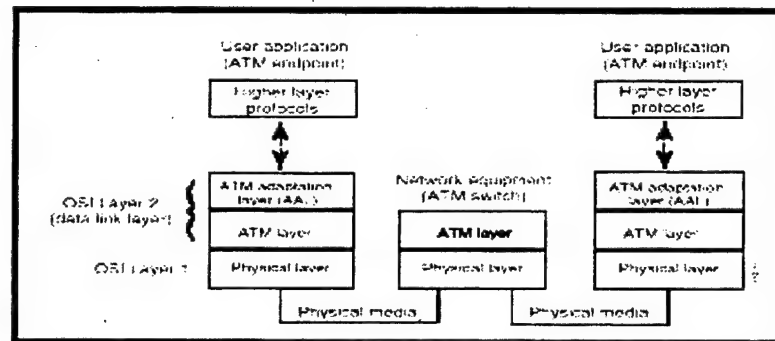 User application
(ATM endpoint)
Higher layer
protocols
User application
(ATM endpoint)
Higher layer
protocols
OSI Layer 2
(data link layer)
ATM adaptation
layer (AAL)
ATM layer
OSI Layer 1
Physical layer
Network equipment
(ATM switch)
ATM layer
Physical layer
ATM adaptation
layer (AAL)
ATM layer
Physical layer
Physical media
Physical media